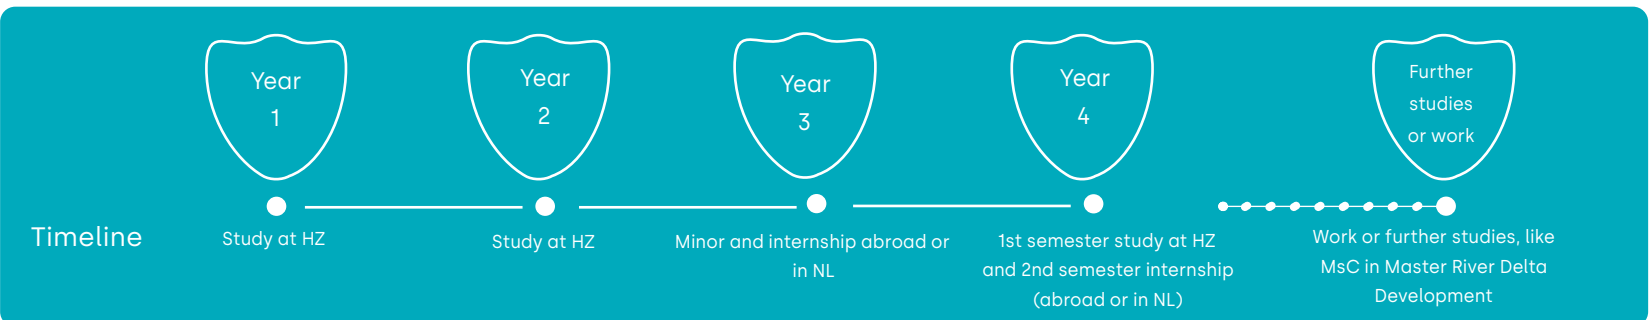 Year
1
Year
2
Year
3
Year
4
Further
studies
or work
Timeline
Study at HZ
Study at HZ
Minor and internship abroad or
in NL
1st semester study at HZ
and 2nd semester internship
(abroad or in NL)
Work or further studies, like
MsC in Master River Delta
Development